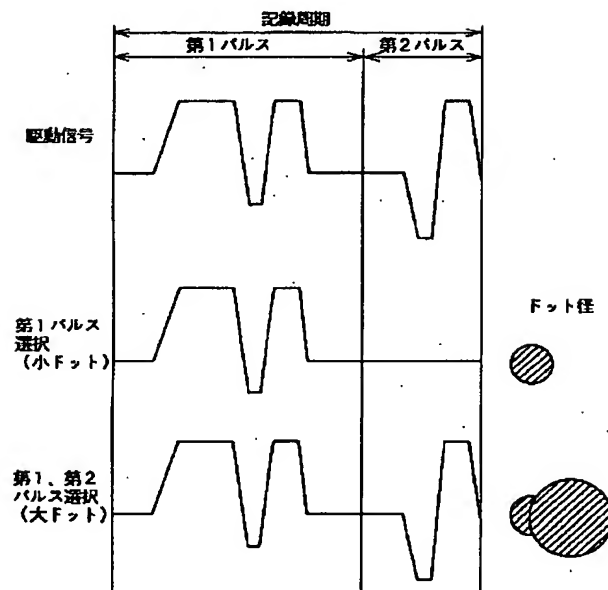 記録周期
第1パルス
第2パルス
駆動信号
第1パルス
選択
(小ドット)
ドット径
第1、第2
パルス選択
(大ドット)